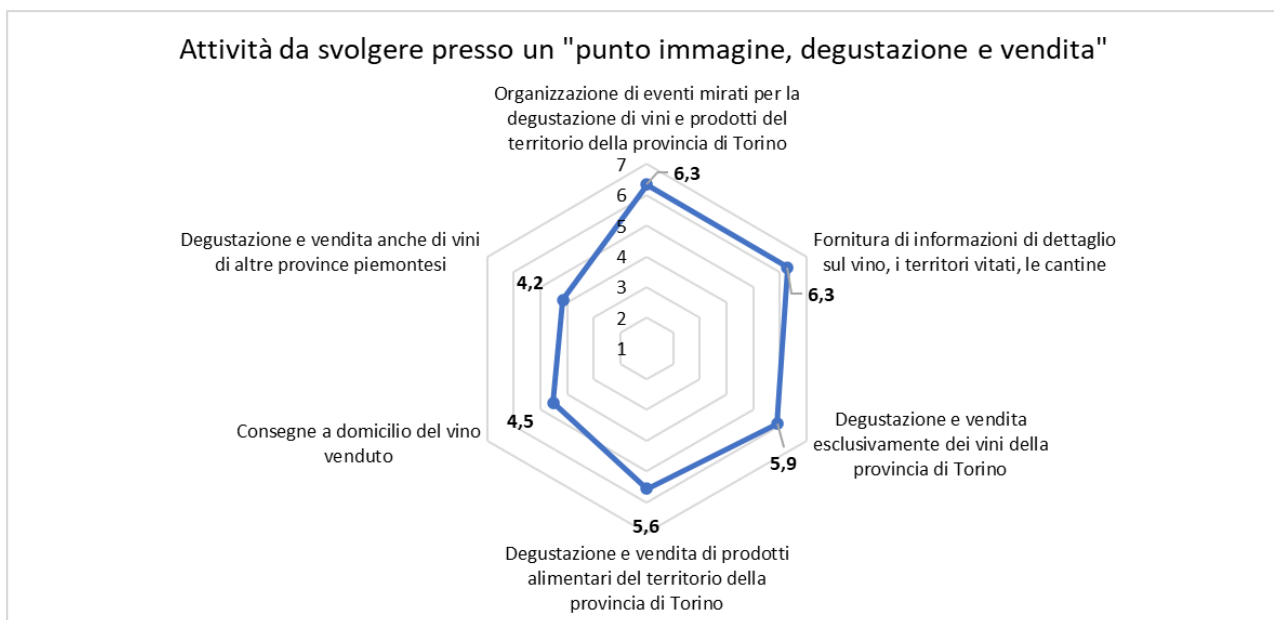 Attività da svolgere presso un "punto immagine, degustazione e vendita"
Organizzazione di eventi mirati per la
degustazione di vini e prodotti del
territorio della provincia di Torino
7
6,3
6
5
4
3
2
1
Fornitura di informazioni di dettaglio
sul vino, i territori vitati, le cantine
6,3
Degustazione e vendita
esclusivamente dei vini della
provincia di Torino
5,9
5,6
Degustazione e vendita di prodotti
alimentari del territorio della
provincia di Torino
Consegne a domicilio del vino
venduto
4,5
Degustazione e vendita anche di vini
di altre province piemontesi
4,2